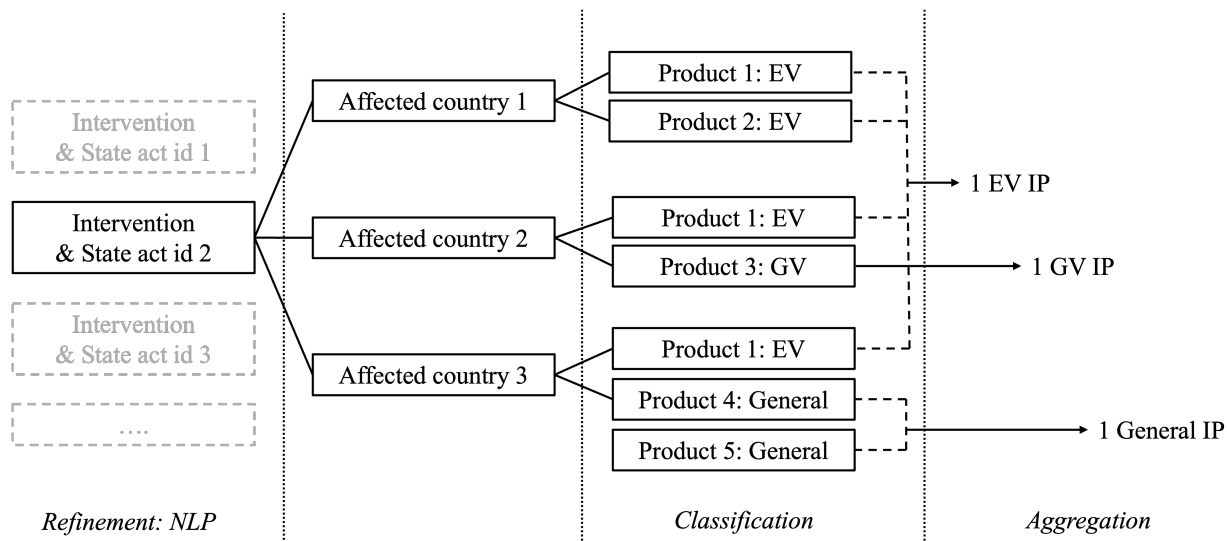 Intervention
& State act id 1
Intervention
& State act id 2
Intervention
& State act id 3
....
Affected country 1
Affected country 2
Affected country 3
Product 1: EV
Product 2: EV
Product 1: EV
Product 3: GV
Product 1: EV
Product 4: General
Product 5: General
1 EV IP
1 GV IP
1 General IP
Refinement: NLP
Classification
Aggregation